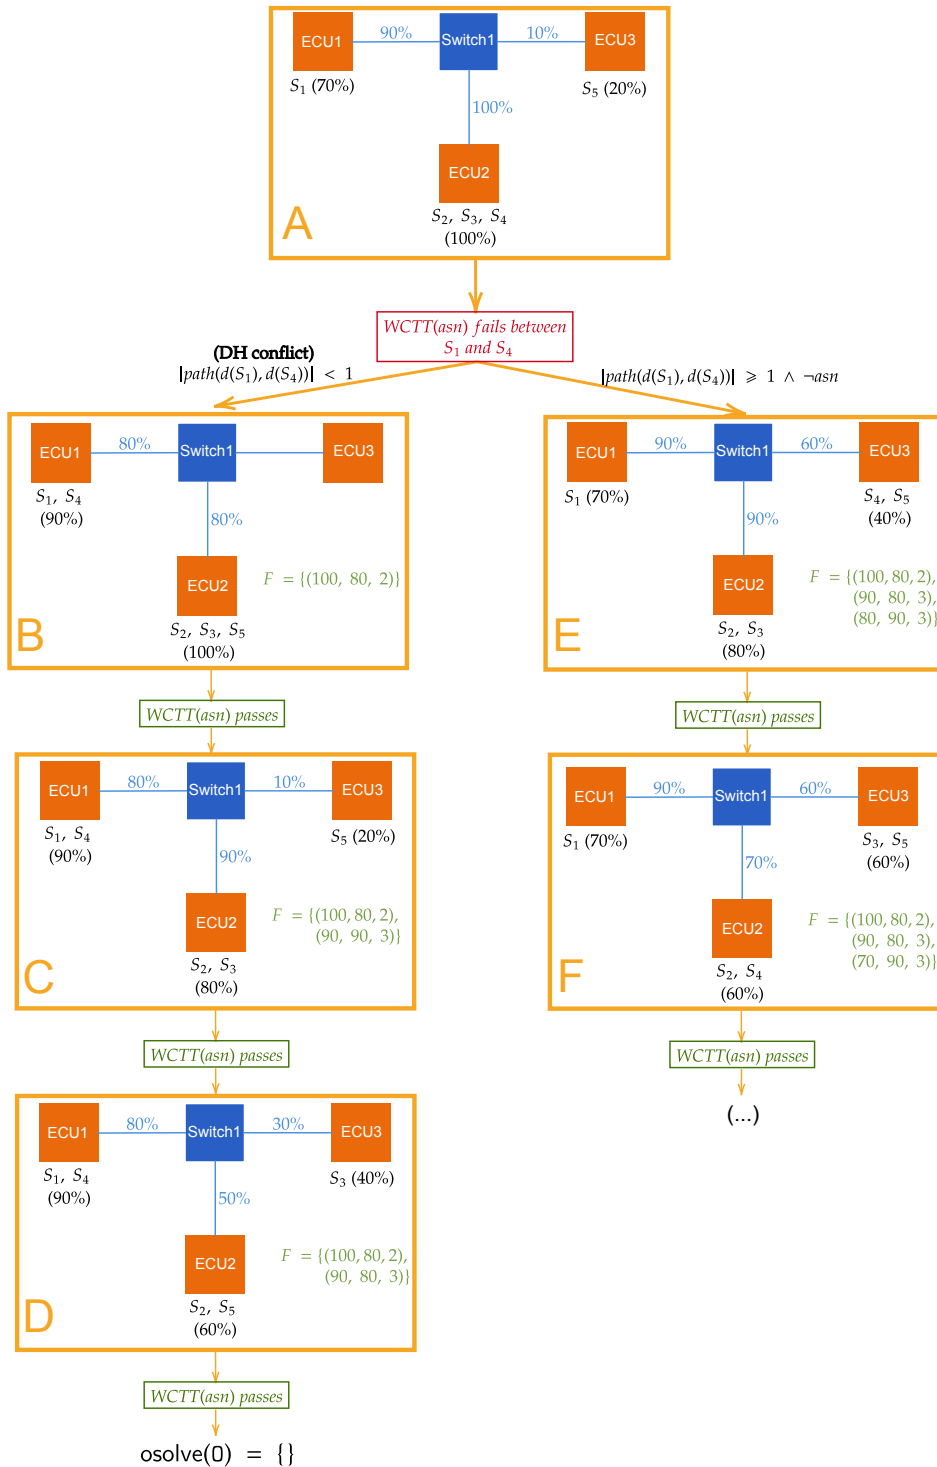 ECU1
90%
Switch1
10%
ECU3
S₁ (70%)
S₅ (20%)
100%
ECU2
A
S₂, S₃, S₄
(100%)
WCTT(asn) fails between
S₁ and S₄
(DH conflict)
|path(d(S₁), d(S₄))| < 1
|path(d(S₁), d(S₄))| ⩾ 1 ∧ ¬asn
ECU1
80%
Switch1
ECU3
S₁, S₄
(90%)
80%
ECU2
F = {(100, 80, 2)}
B
S₂, S₃, S₅
(100%)
WCTT(asn) passes
ECU1
90%
Switch1
60%
ECU3
S₁ (70%)
S₄, S₅
(40%)
90%
ECU2
F = {(100, 80, 2),
(90, 80, 3),
(80, 90, 3)}
E
S₂, S₃
(80%)
WCTT(asn) passes
ECU1
80%
Switch1
10%
ECU3
S₁, S₄
(90%)
S₅ (20%)
90%
ECU2
F = {(100, 80, 2),
(90, 90, 3)}
C
S₂, S₃
(80%)
WCTT(asn) passes
ECU1
90%
Switch1
60%
ECU3
S₁ (70%)
S₃, S₅
(60%)
70%
ECU2
F = {(100, 80, 2),
(90, 80, 3),
(70, 90, 3)}
F
S₂, S₄
(60%)
WCTT(asn) passes
(...)
ECU1
80%
Switch1
30%
ECU3
S₁, S₄
(90%)
S₃ (40%)
50%
ECU2
F = {(100, 80, 2),
(90, 80, 3)}
D
S₂, S₅
(60%)
WCTT(asn) passes
osolve(0) = {}